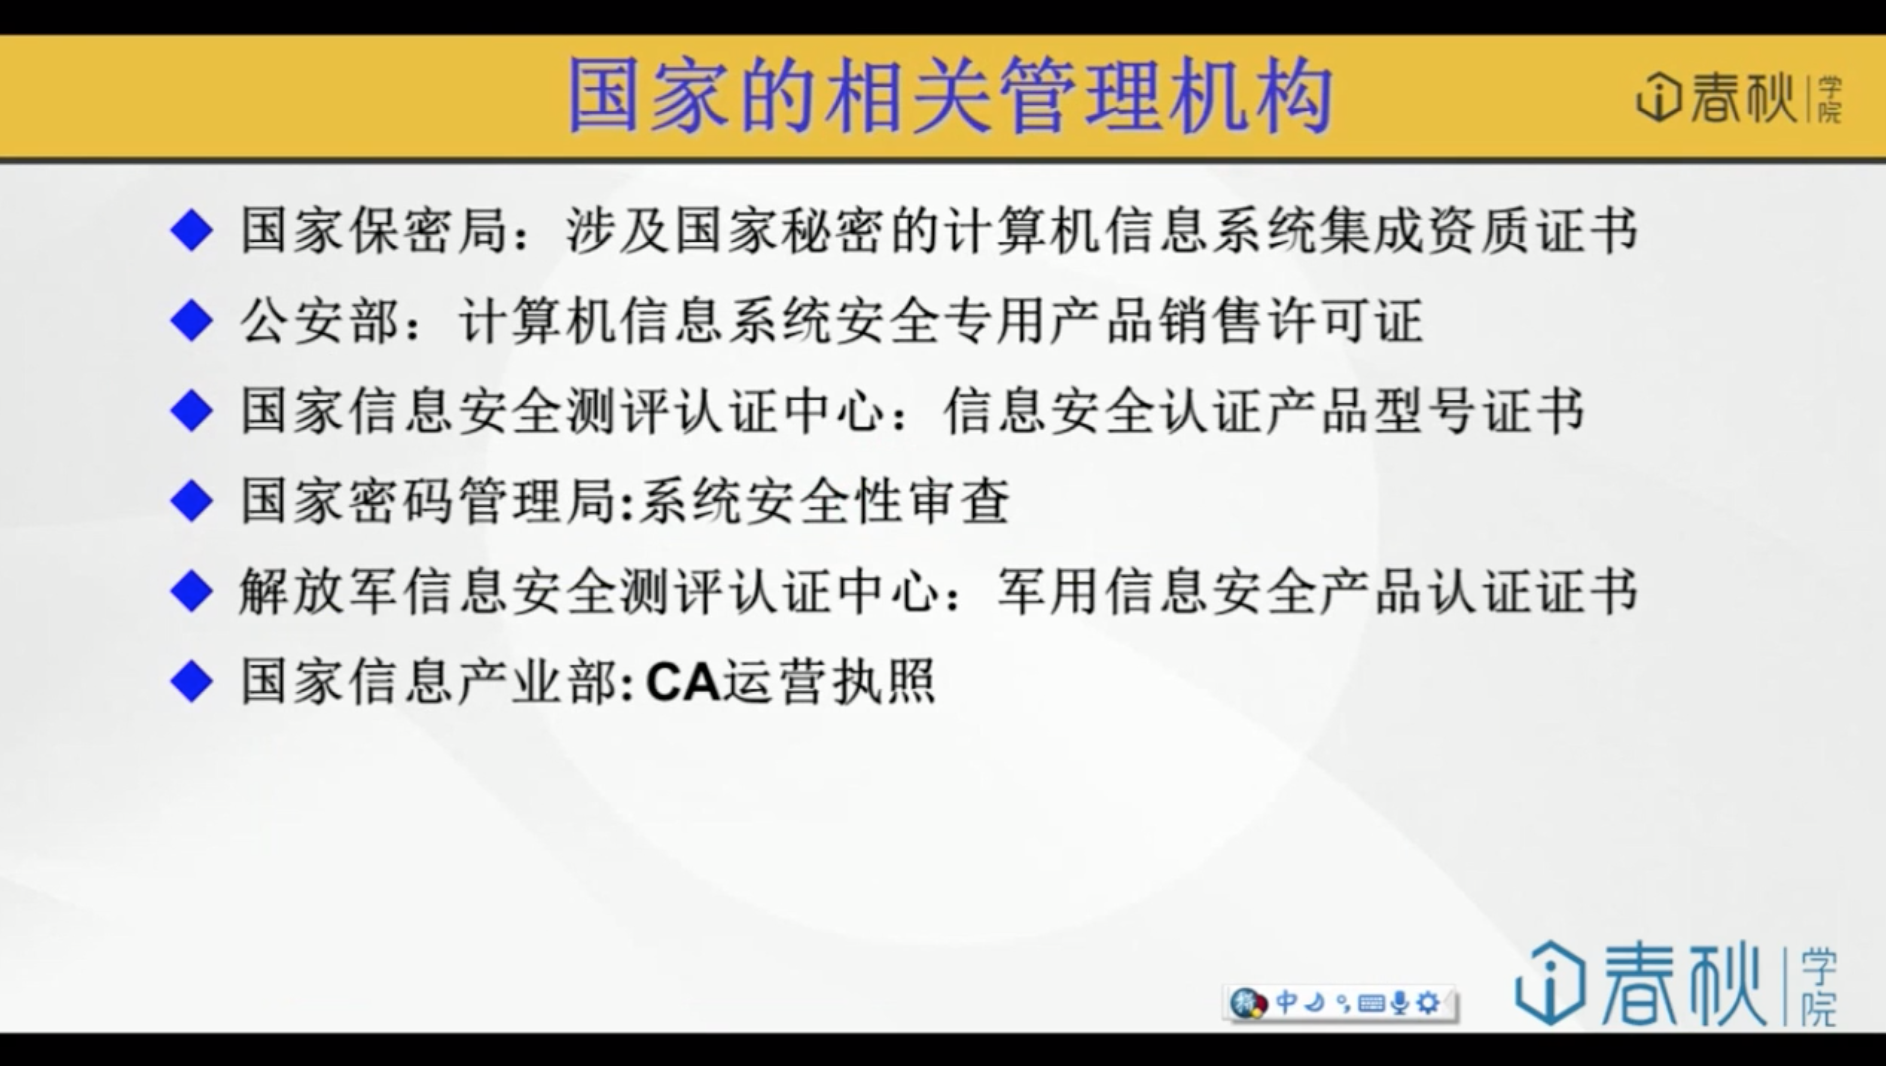 国家的相关管理机构
春秋学院
国家保密局：涉及国家秘密的计算机信息系统集成资质证书
公安部：计算机信息系统安全专用产品销售许可证
国家信息安全测评认证中心：信息安全认证产品型号证书
国家密码管理局:系统安全性审查
解放军信息安全测评认证中心：军用信息安全产品认证证书
国家信息产业部:CA运营执照
中
春秋学院